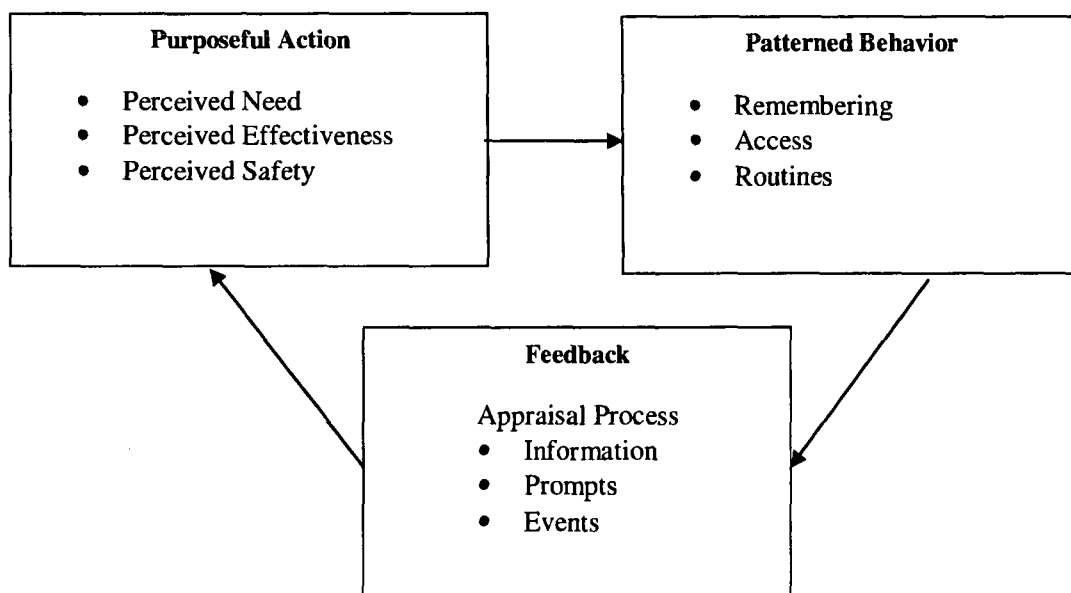 Purposeful Action
• Perceived Need
• Perceived Effectiveness
• Perceived Safety
Patterned Behavior
• Remembering
• Access
• Routines
Feedback
Appraisal Process
• Information
• Prompts
• Events